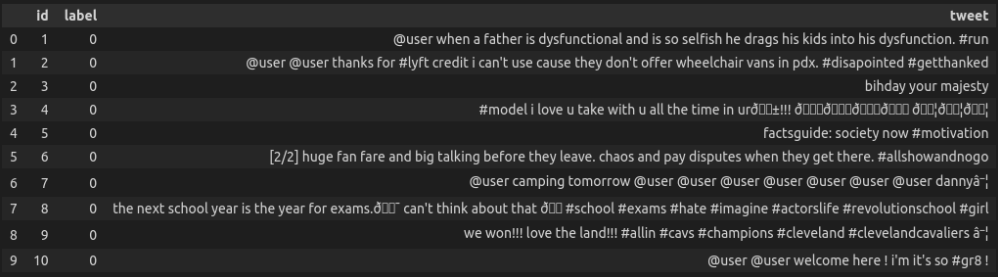 id label tweet
0 1 0 @user when a father is dysfunctional and is so selfish he drags his kids into his dysfunction. #run
1 2 0 @user @user thanks for #lyft credit i can't use cause they don't offer wheelchair vans in pdx. #disapointed #getthanked
2 3 0 bihday your majesty
3 4 0 #model i love u take with u all the time in urð±!!! ðððð ð¦ð¦ð¦
4 5 0 factsguide: society now #motivation
5 6 0 [2/2] huge fan fare and big talking before they leave. chaos and pay disputes when they get there. #allshowandnogo
6 7 0 @user camping tomorrow @user @user @user @user @user @user @user dannyâ¦
7 8 0 the next school year is the year for exams.ð¯ can't think about that ð #school #exams #hate #imagine #actorslife #revolutionschool #girl
8 9 0 we won!!! love the land!!! #allin #cavs #champions #cleveland #clevelandcavaliers â¦
9 10 0 @user @user welcome here ! i'm it's so #gr8 !